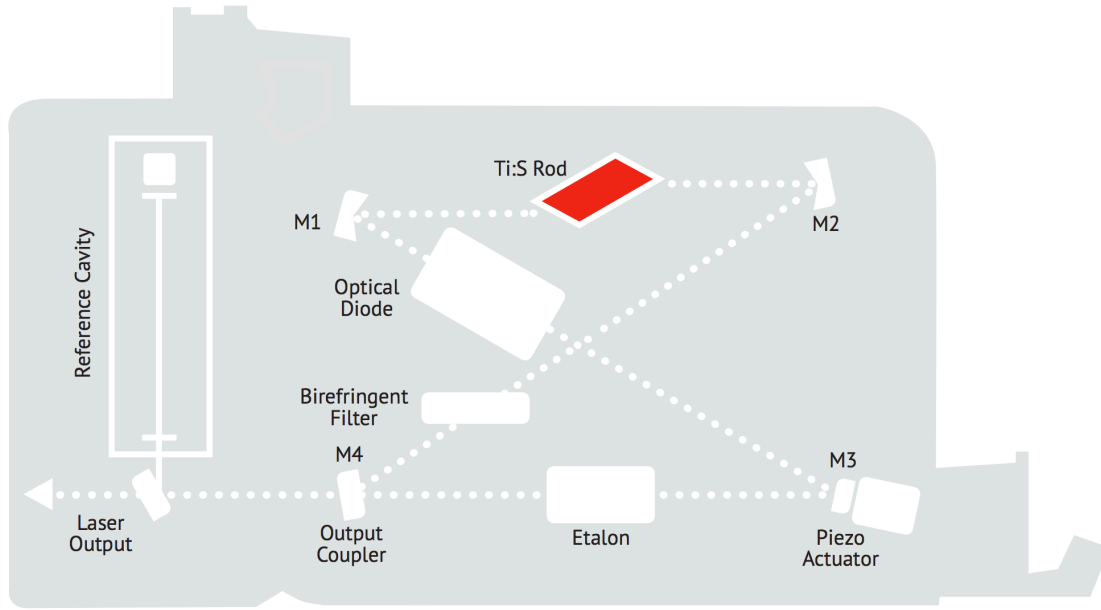 Ti:S Rod
M1
M2
Optical
Diode
Reference Cavity
Birefringent
Filter
M4
M3
Laser
Output
Output
Coupler
Etalon
Piezo
Actuator